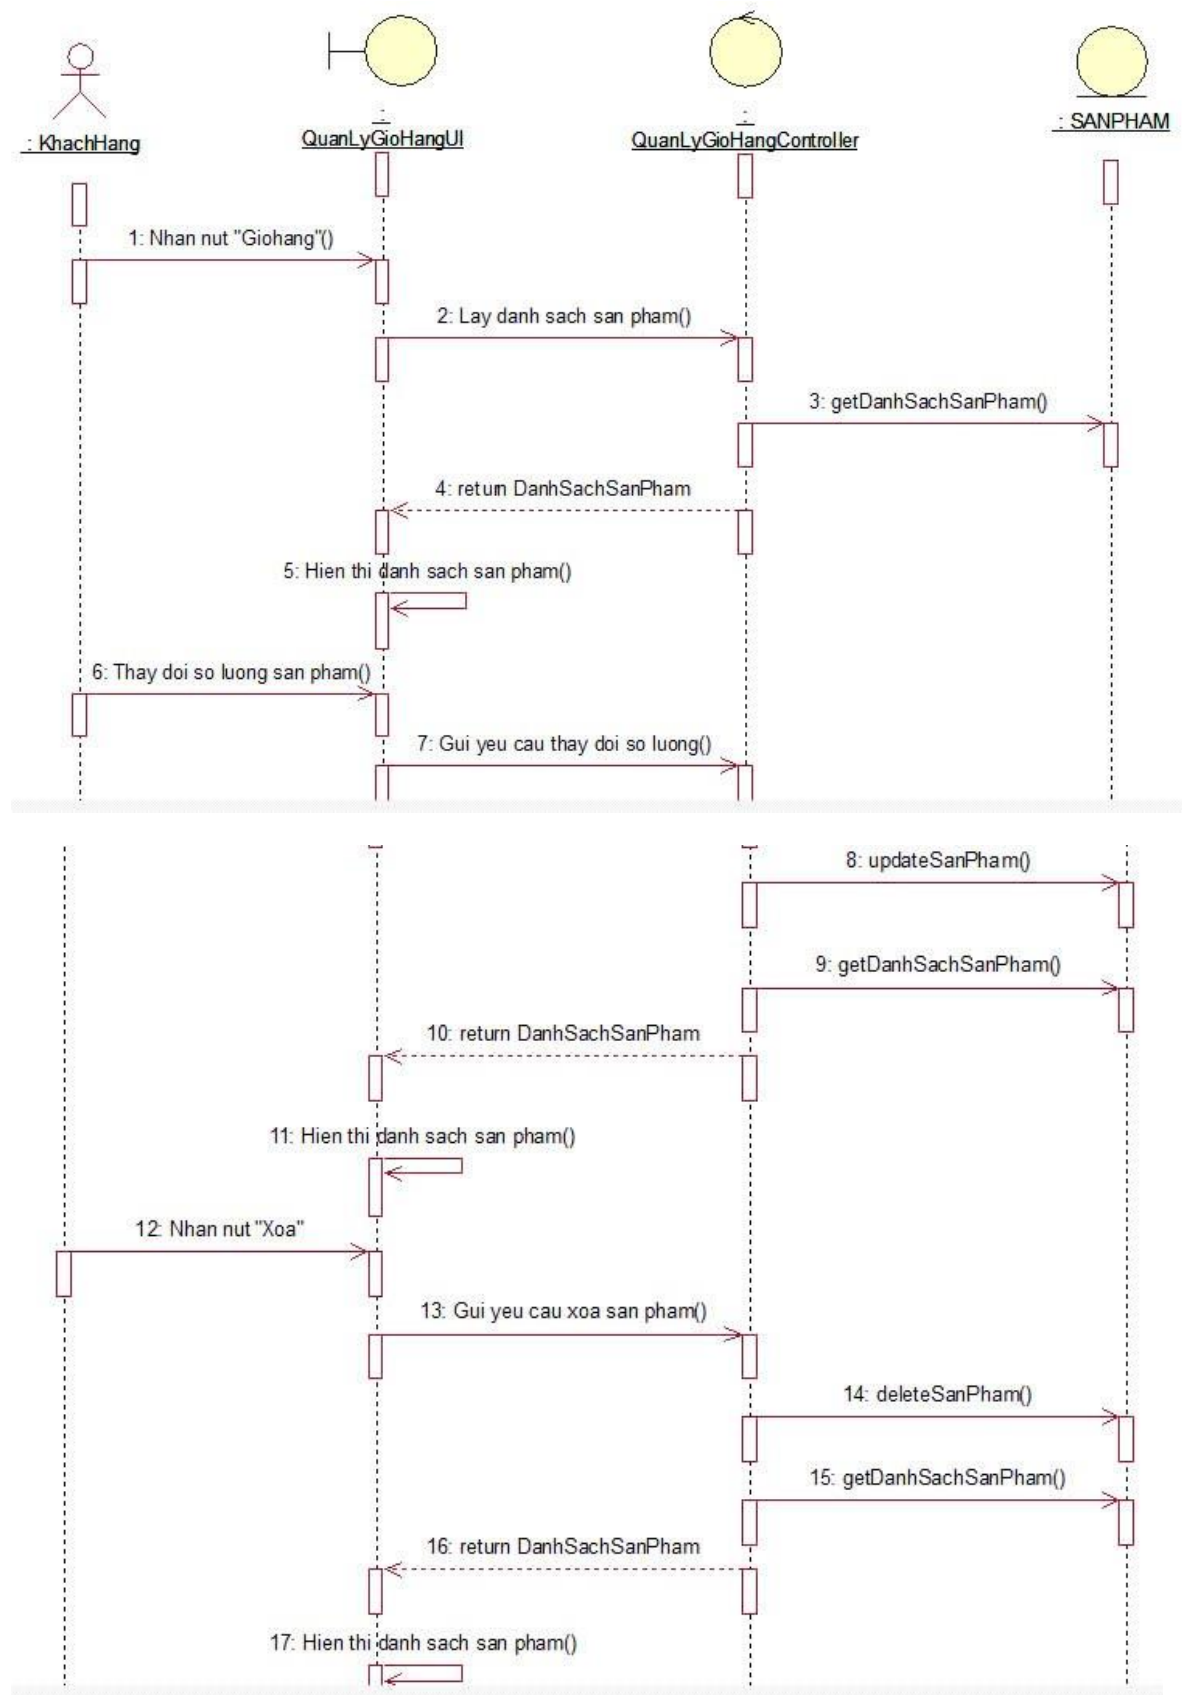 : KhachHang
:
QuanLyGioHangUI
:
QuanLyGioHangController
: SANPHAM
1: Nhan nut "Giohang"()
2: Lay danh sach san pham()
3: getDanhSachSanPham()
4: return DanhSachSanPham
5: Hien thi danh sach san pham()
6: Thay doi so luong san pham()
7: Gui yeu cau thay doi so luong()
8: updateSanPham()
9: getDanhSachSanPham()
10: return DanhSachSanPham
11: Hien thi danh sach san pham()
12: Nhan nut "Xoa"
13: Gui yeu cau xoa san pham()
14: deleteSanPham()
15: getDanhSachSanPham()
16: return DanhSachSanPham
17: Hien thi danh sach san pham()